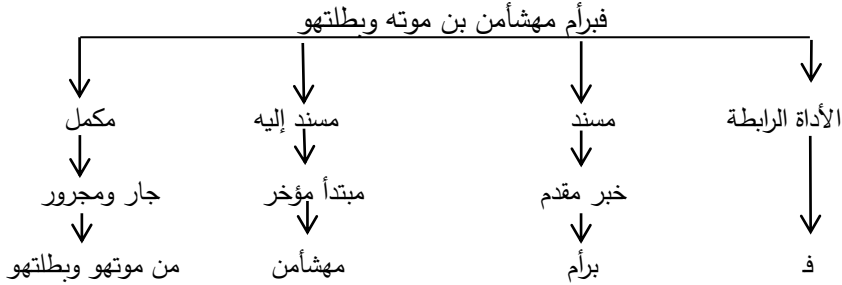 فبرأم مهشأمن بن موته وبطلتهو
الأداة الرابطة مسند مسند إليه مكمل
خبر مقدم مبتدأ مؤخر جار ومجرور
فـ برأم مهشأمن من موتهو وبطلتهو